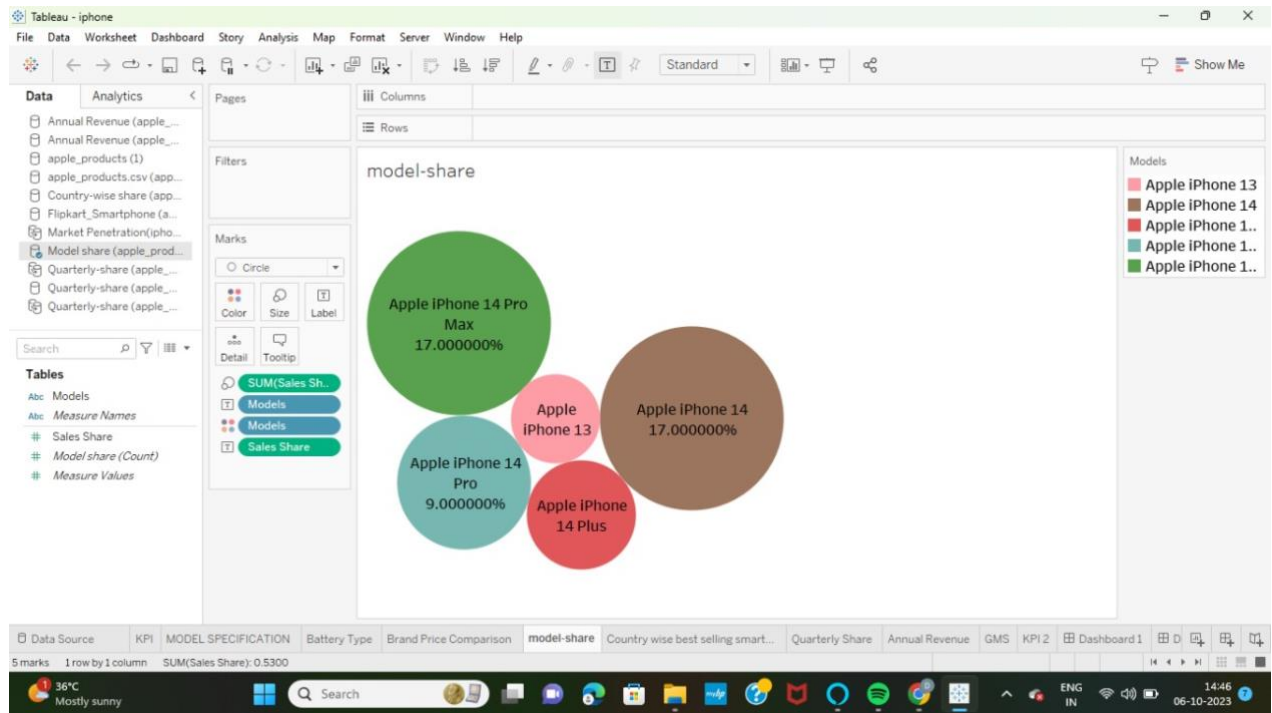 Tableau - iphone
File Data Worksheet Dashboard Story Analysis Map Format Server Window Help
Standard
Show Me
Data Analytics
Annual Revenue (apple_...
Annual Revenue (apple_...
apple_products (1)
apple_products.csv (app...
Country-wise share (app...
Flipkart_Smartphone (a...
Market Penetration(ipho...
Model share (apple_prod...
Quarterly-share (apple_...
Quarterly-share (apple_...
Quarterly-share (apple_...
Search
Tables
Abc Models
Abc Measure Names
# Sales Share
# Model share (Count)
# Measure Values
Pages
Filters
Marks
Circle
Color Size Label
Detail Tooltip
SUM(Sales Sh..
Models
Models
Sales Share
Columns
Rows
model-share
Apple iPhone 14 Pro
Max
17.000000%
Apple
iPhone 13
Apple iPhone 14
17.000000%
Apple iPhone 14
Pro
9.000000%
Apple iPhone
14 Plus
Models
Apple iPhone 13
Apple iPhone 14
Apple iPhone 1..
Apple iPhone 1..
Apple iPhone 1..
Data Source KPI MODEL SPECIFICATION Battery Type Brand Price Comparison model-share Country wise best selling smart... Quarterly Share Annual Revenue GMS KPI 2 Dashboard 1 D
5 marks 1 row by 1 column SUM(Sales Share): 0.5300
36°C
Mostly sunny
Search
ENG
IN
14:46
06-10-2023
2